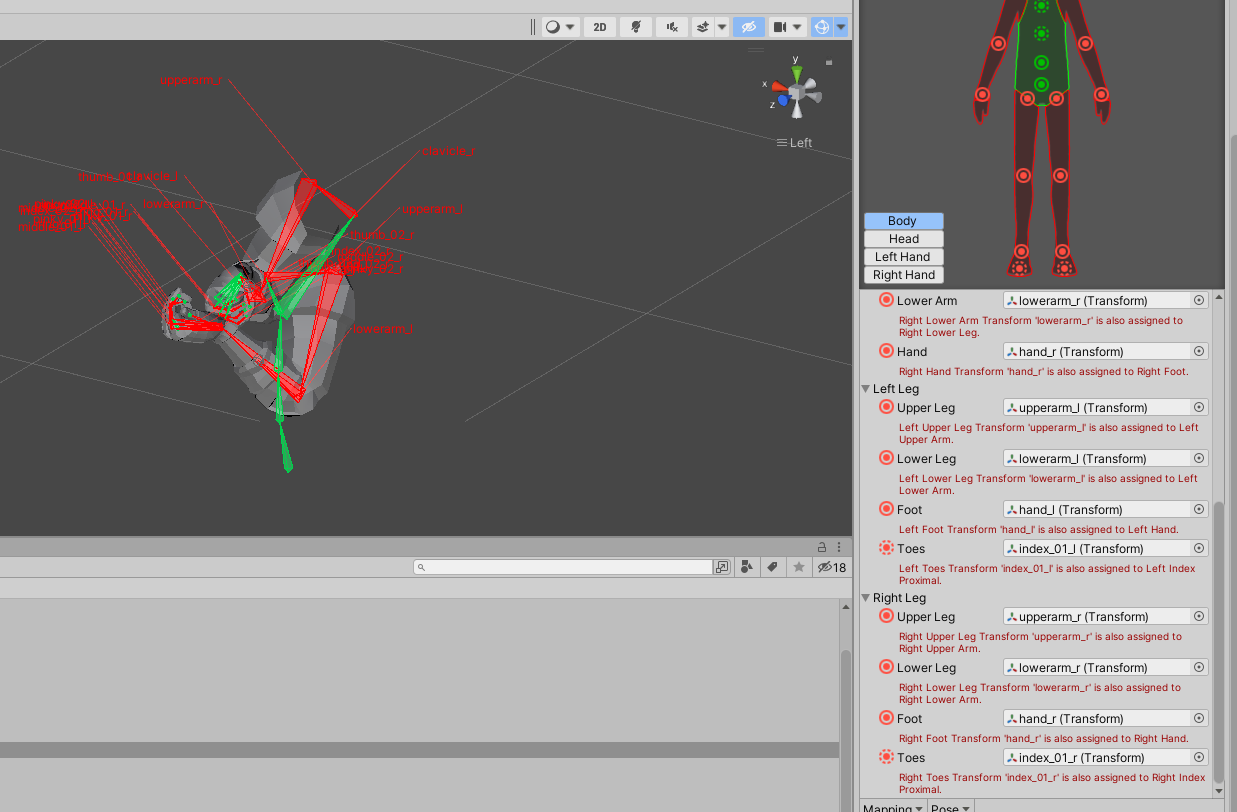 2D
y
x
z
Left
upperarm_r
clavicle_r
lowerarm_l
upperarm_
lowerarm_r
18
Body
Head
Left Hand
Right Hand
Lower Arm
lowerarm_r (Transform)
Right Lower Arm Transform 'lowerarm_r' is also assigned to
Right Lower Leg.
Hand
hand_r (Transform)
Right Hand Transform 'hand_r' is also assigned to Right Foot.
Left Leg
Upper Leg
upperarm_l (Transform)
Left Upper Leg Transform 'upperarm_l' is also assigned to Left
Upper Arm.
Lower Leg
lowerarm_l (Transform)
Left Lower Leg Transform 'lowerarm_l' is also assigned to Left
Lower Arm.
Foot
hand_l (Transform)
Left Foot Transform 'hand_l' is also assigned to Left Hand.
Toes
index_01_l (Transform)
Left Toes Transform 'index_01_l' is also assigned to Left Index
Proximal.
Right Leg
Upper Leg
upperarm_r (Transform)
Right Upper Leg Transform 'upperarm_r' is also assigned to
Right Upper Arm.
Lower Leg
lowerarm_r (Transform)
Right Lower Leg Transform 'lowerarm_r' is also assigned to
Right Lower Arm.
Foot
hand_r (Transform)
Right Foot Transform 'hand_r' is also assigned to Right Hand.
Toes
index_01_r (Transform)
Right Toes Transform 'index_01_r' is also assigned to Right Index
Proximal.
Mapping
Pose